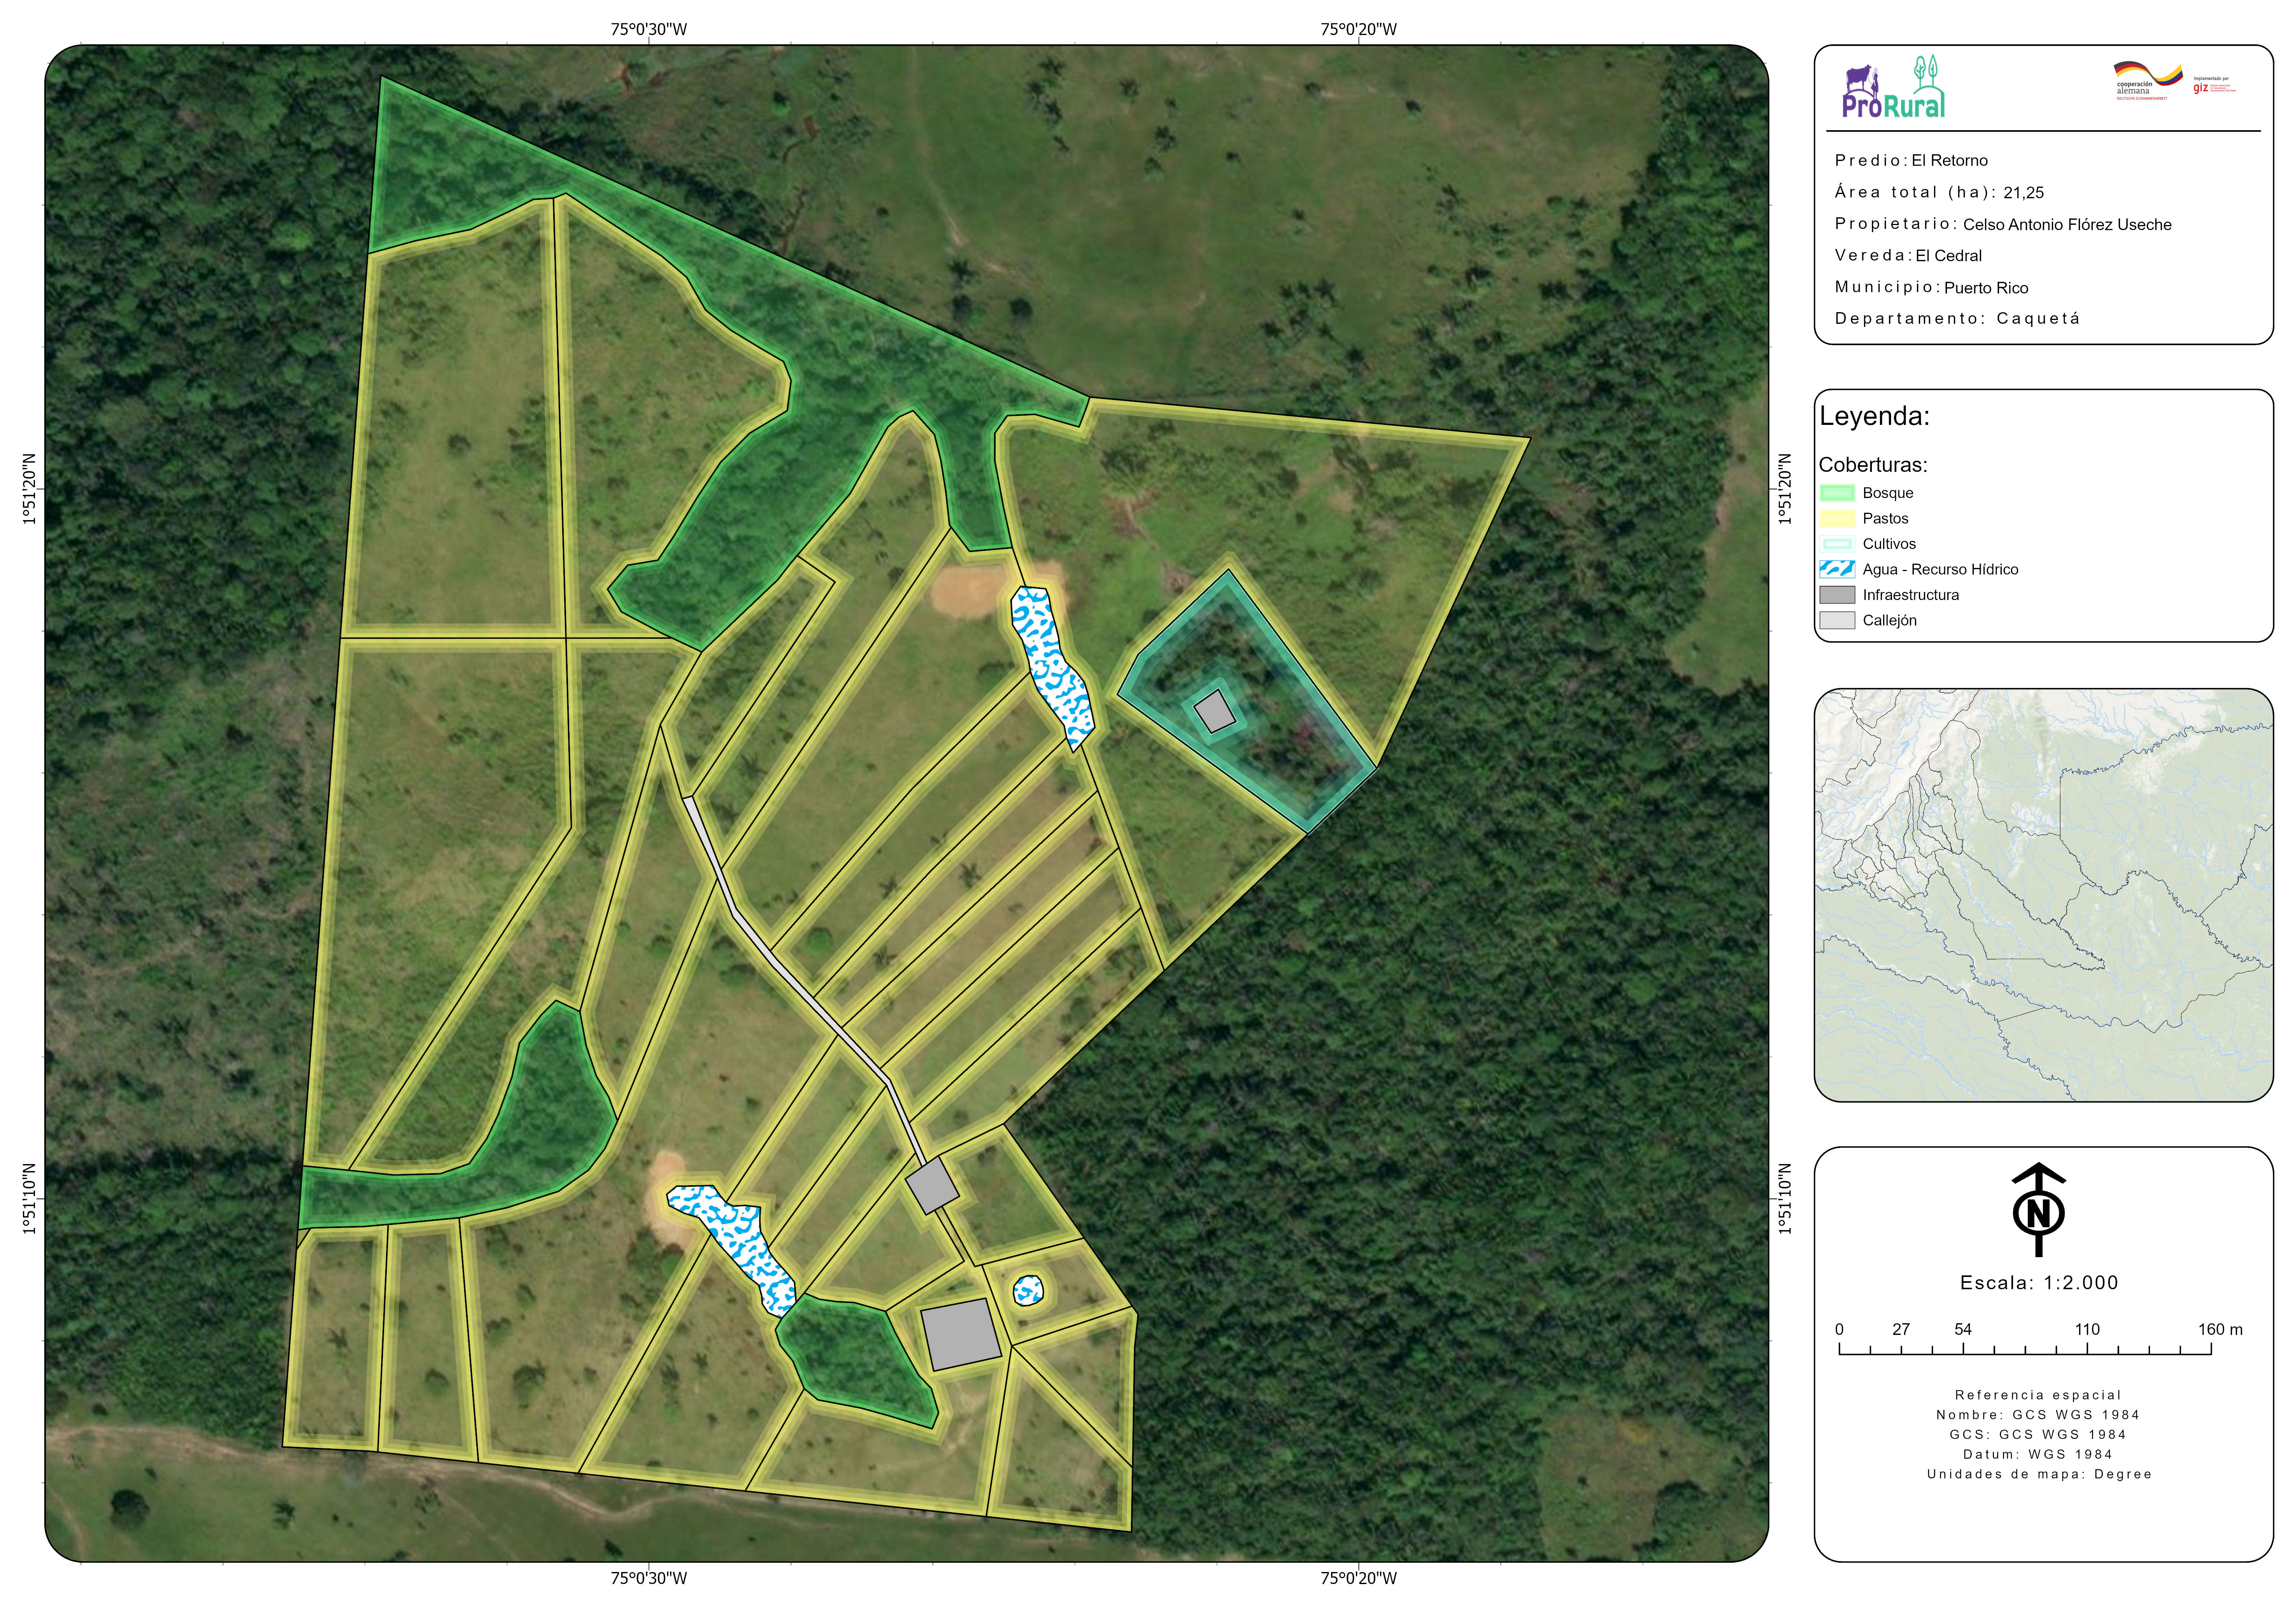 75°0'30"W
75°0'20"W
1°51'20"N
1°51'10"N
1°51'20"N
1°51'10"N
75°0'30"W
75°0'20"W
ProRural
cooperación
alemana
DEUTSCHE ZUSAMMENARBEIT
Implementada por
giz
Predio: El Retorno
Área total (ha): 21,25
Propietario: Celso Antonio Flórez Useche
Vereda: El Cedral
Municipio: Puerto Rico
Departamento: Caquetá
Leyenda:
Coberturas:
Bosque
Pastos
Cultivos
Agua - Recurso Hídrico
Infraestructura
Callejón
N
Escala: 1:2.000
0 27 54 110 160 m
Referencia espacial
Nombre: GCS WGS 1984
GCS: GCS WGS 1984
Datum: WGS 1984
Unidades de mapa: Degree